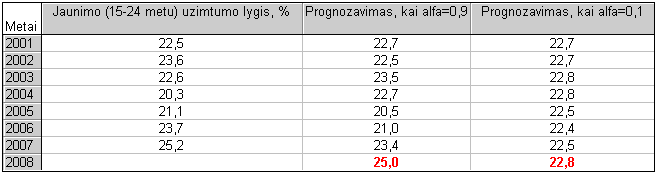 Metai Jaunimo (15-24 metu) uzimtumo lygis, % Prognozavimas, kai alfa=0,9 Prognozavimas, kai alfa=0,1
2001 22,5 22,7 22,7
2002 23,6 22,5 22,7
2003 22,6 23,5 22,8
2004 20,3 22,7 22,8
2005 21,1 20,5 22,5
2006 23,7 21,0 22,4
2007 25,2 23,4 22,5
2008 25,0 22,8